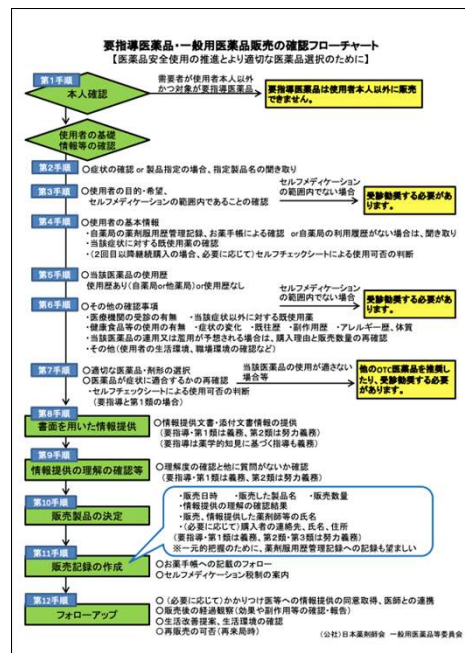 要指導医薬品・一般用医薬品販売の確認フローチャート
【医薬品安全使用の推進とより適切な医薬品選択のために】
第1手順
本人確認
需要者が使用者本人以外
かつ対象が要指導医薬品
要指導医薬品は使用者本人以外に販売
できません。
使用者の基礎
情報等の確認
第2手順
○症状の確認 or 製品指定の場合、指定製品名の聞き取り
第3手順
○使用者の目的・希望、
セルフメディケーションの範囲内であることの確認
セルフメディケーション
の範囲内でない場合
受診勧奨する必要が
あります。
第4手順
○使用者の基本情報
・自薬局の薬剤服用歴管理記録、お薬手帳による確認 or 自薬局の利用履歴がない場合は、聞き取り
・当該症状に対する既使用薬の確認
・(2回目以降継続購入の場合、必要に応じて)セルフチェックシートによる使用可否の判断
第5手順
○当該医薬品の使用歴
使用歴あり(自薬局or他薬局)or使用歴なし
セルフメディケーション
の範囲内でない場合
受診勧奨する必要が
あります。
第6手順
○その他の確認事項
・医療機関の受診の有無 ・当該症状以外に対する既使用薬
・健康食品等の使用の有無 ・症状の変化 ・既往歴 ・副作用歴 ・アレルギー歴、体質
・当該医薬品の連用又は濫用が予想される場合は、購入理由と販売数量の再確認
・その他(使用者の生活環境、職場環境の確認など)
第7手順
○適切な医薬品・剤形の選択
○医薬品が症状に適合するかの再確認
・セルフチェックシートによる使用可否の判断
(要指導と第1類の場合)
当該医薬品の使用が適さない
場合等
他のOTC医薬品を推奨
したり、受診勧奨する必要が
あります。
第8手順
書面を用いた情報提供
○情報提供文書・添付文書情報の提供
(要指導・第1類は義務、第2類は努力義務)
(要指導は薬学的知見に基づく指導も義務)
第9手順
情報提供の理解の確認等
○理解度の確認と他に質問がないか確認
(要指導・第1類は義務、第2類は努力義務)
第10手順
販売製品の決定
・販売日時 ・販売した製品名 ・販売数量
・情報提供の理解の確認結果
・販売、情報提供した薬剤師等の氏名
・(必要に応じて)購入者の連絡先、氏名、住所
(要指導・第1類は義務、第2類・第3類は努力義務)
※一元的把握のために、薬剤服用歴管理記録への記録も望ましい
第11手順
販売記録の作成
○お薬手帳への記載のフォロー
○セルフメディケーション税制の案内
第12手順
フォローアップ
○(必要に応じて)かかりつけ医等への情報提供の同意取得、医師との連携
○販売後の経過観察(効果や副作用等の確認・報告)
○生活改善提案、生活環境の確認
○再販売の可否(再来局時)
(公社)日本薬剤師会 一般用医薬品等委員会